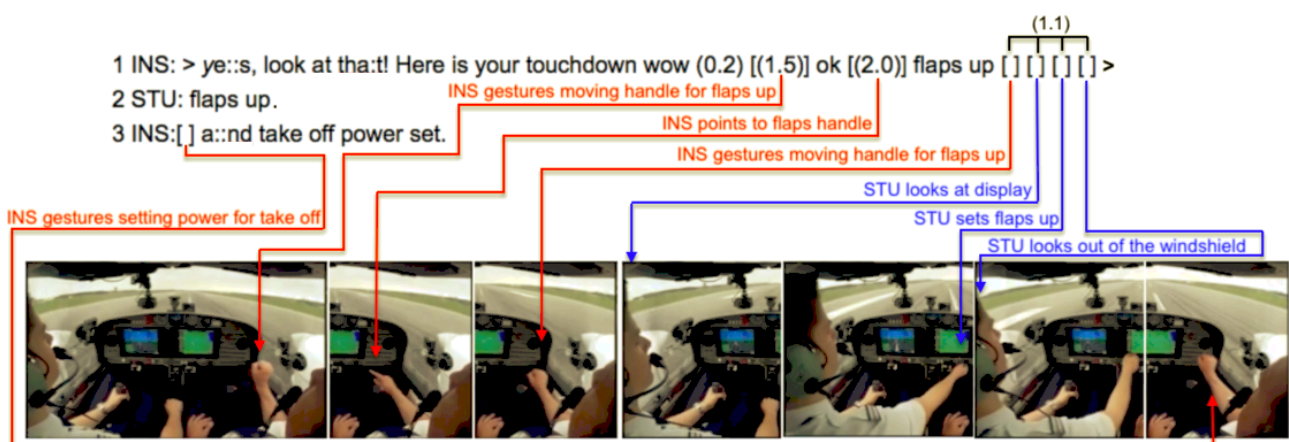 (1.1)
1 INS: > ye::s, look at tha:t! Here is your touchdown wow (0.2) [(1.5)] ok [(2.0)] flaps up [ ] [ ] [ ] [ ] >
INS gestures moving handle for flaps up
2 STU: flaps up.
INS points to flaps handle
3 INS:[ ] a::nd take off power set.
INS gestures moving handle for flaps up
STU looks at display
INS gestures setting power for take off
STU sets flaps up
STU looks out of the windshield